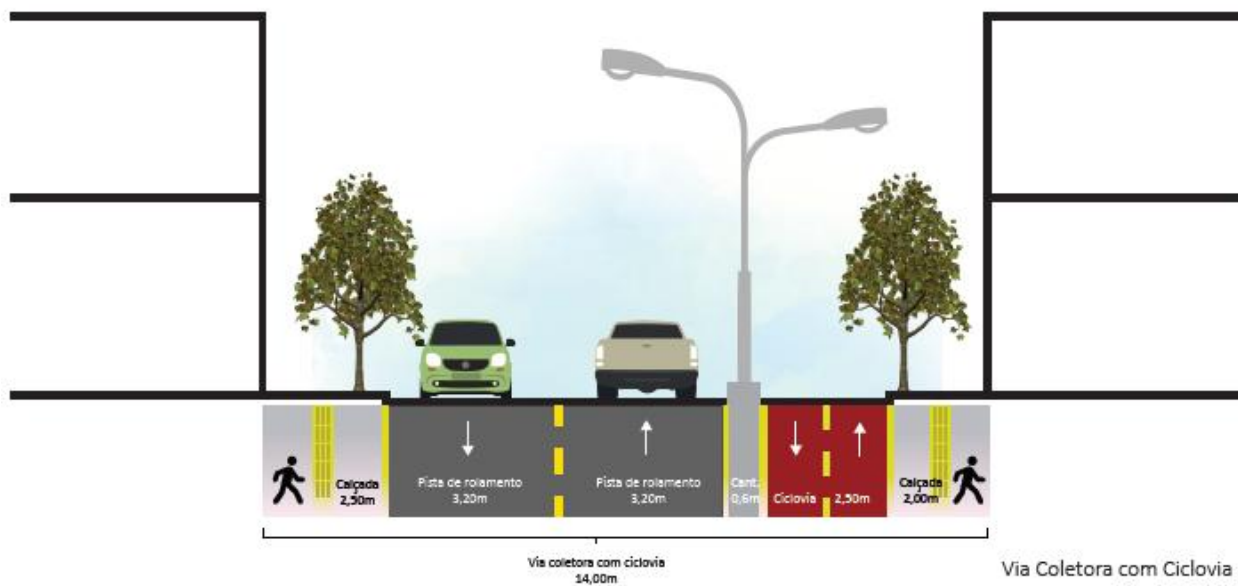 Calçada
2,50m
Pista de rolamento
3,20m
Pista de rolamento
3,20m
Cant.
0,6m
Ciclovia
2,50m
Calçada
2,00m
Via coletora com ciclovia
14,00m
Via Coletora com Ciclovia